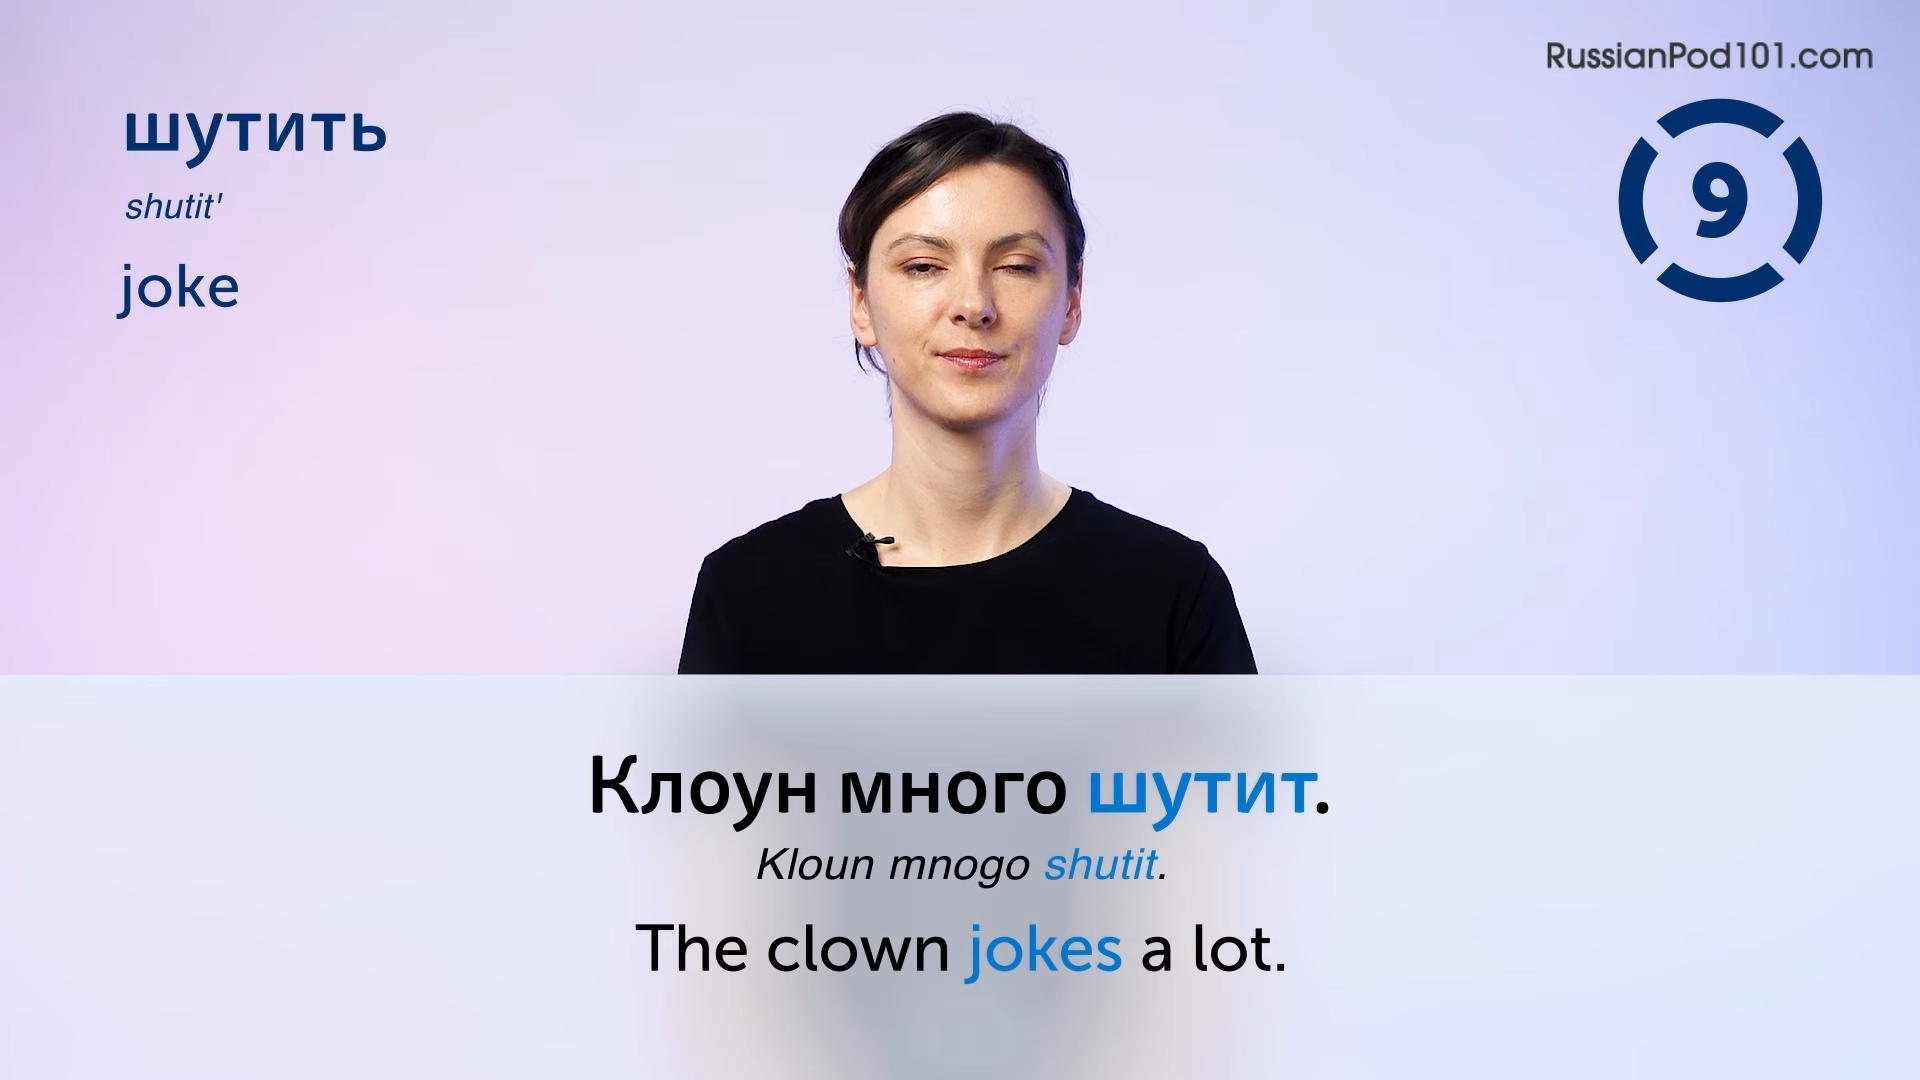 RussianPod101.com
шутить
shutit'
joke
9
Клоун много шутит.
Kloun mnogo shutit.
The clown jokes a lot.